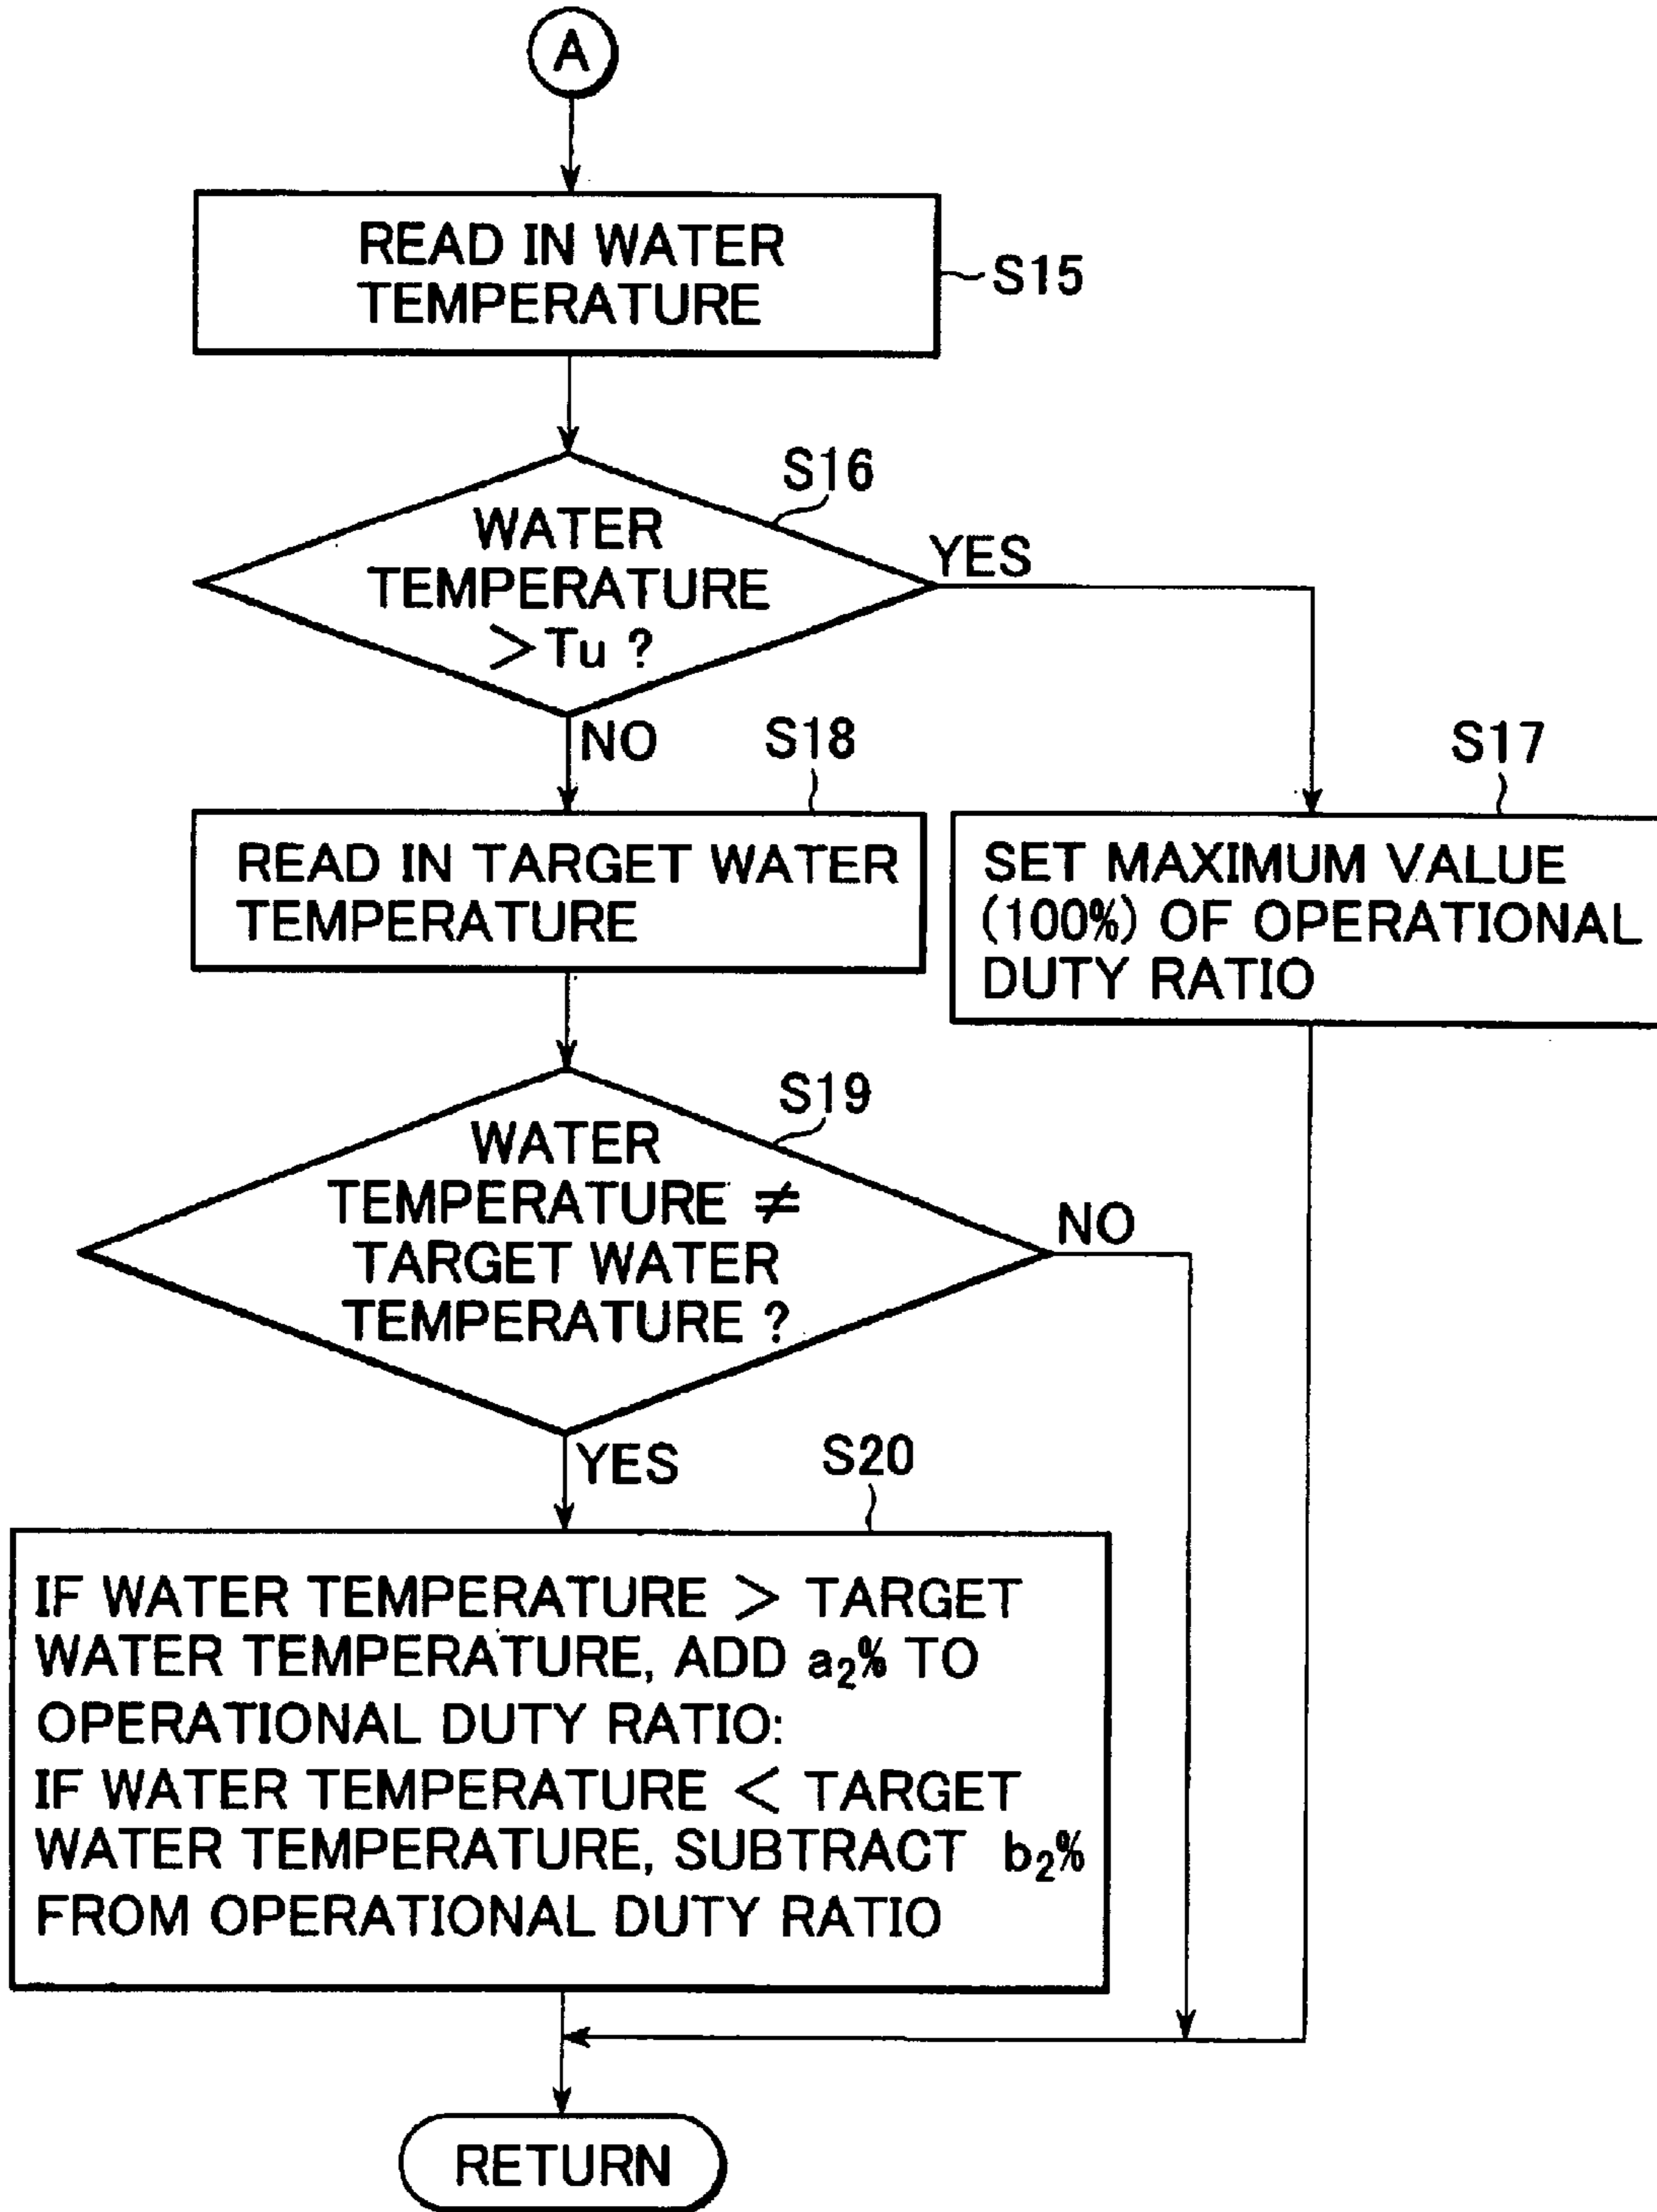 A
READ IN WATER
TEMPERATURE
S15
S16
WATER
TEMPERATURE
> Tu ?
YES
NO
S18
S17
READ IN TARGET WATER
TEMPERATURE
SET MAXIMUM VALUE
(100%) OF OPERATIONAL
DUTY RATIO
S19
WATER
TEMPERATURE ≠
TARGET WATER
TEMPERATURE ?
NO
YES
S20
IF WATER TEMPERATURE > TARGET
WATER TEMPERATURE, ADD a₂% TO
OPERATIONAL DUTY RATIO:
IF WATER TEMPERATURE < TARGET
WATER TEMPERATURE, SUBTRACT b₂%
FROM OPERATIONAL DUTY RATIO
RETURN